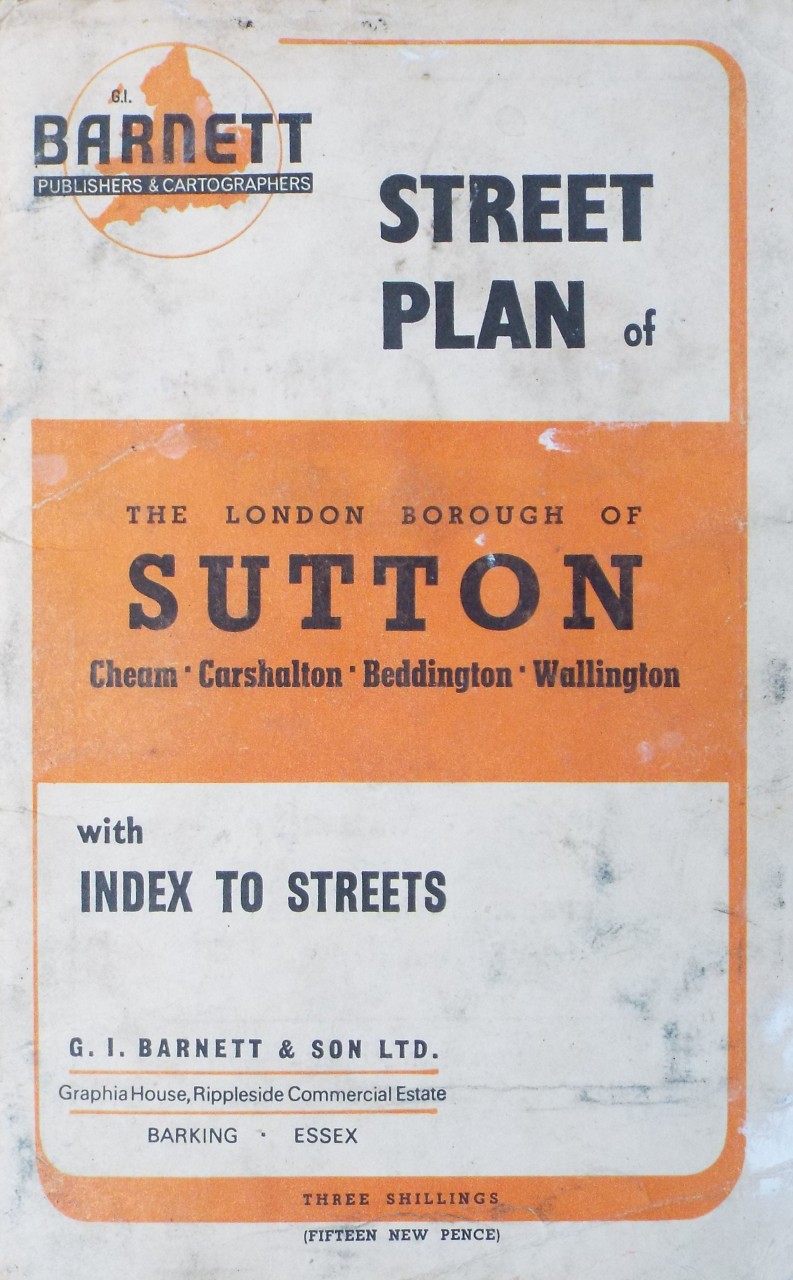 G.I.
BARNETT
PUBLISHERS & CARTOGRAPHERS
STREET
PLAN of
THE LONDON BOROUGH OF
SUTTON
Cheam · Carshalton · Beddington · Wallington
with
INDEX TO STREETS
G. I. BARNETT & SON LTD.
Graphia House, Rippleside Commercial Estate
BARKING · ESSEX
THREE SHILLINGS
(FIFTEEN NEW PENCE)